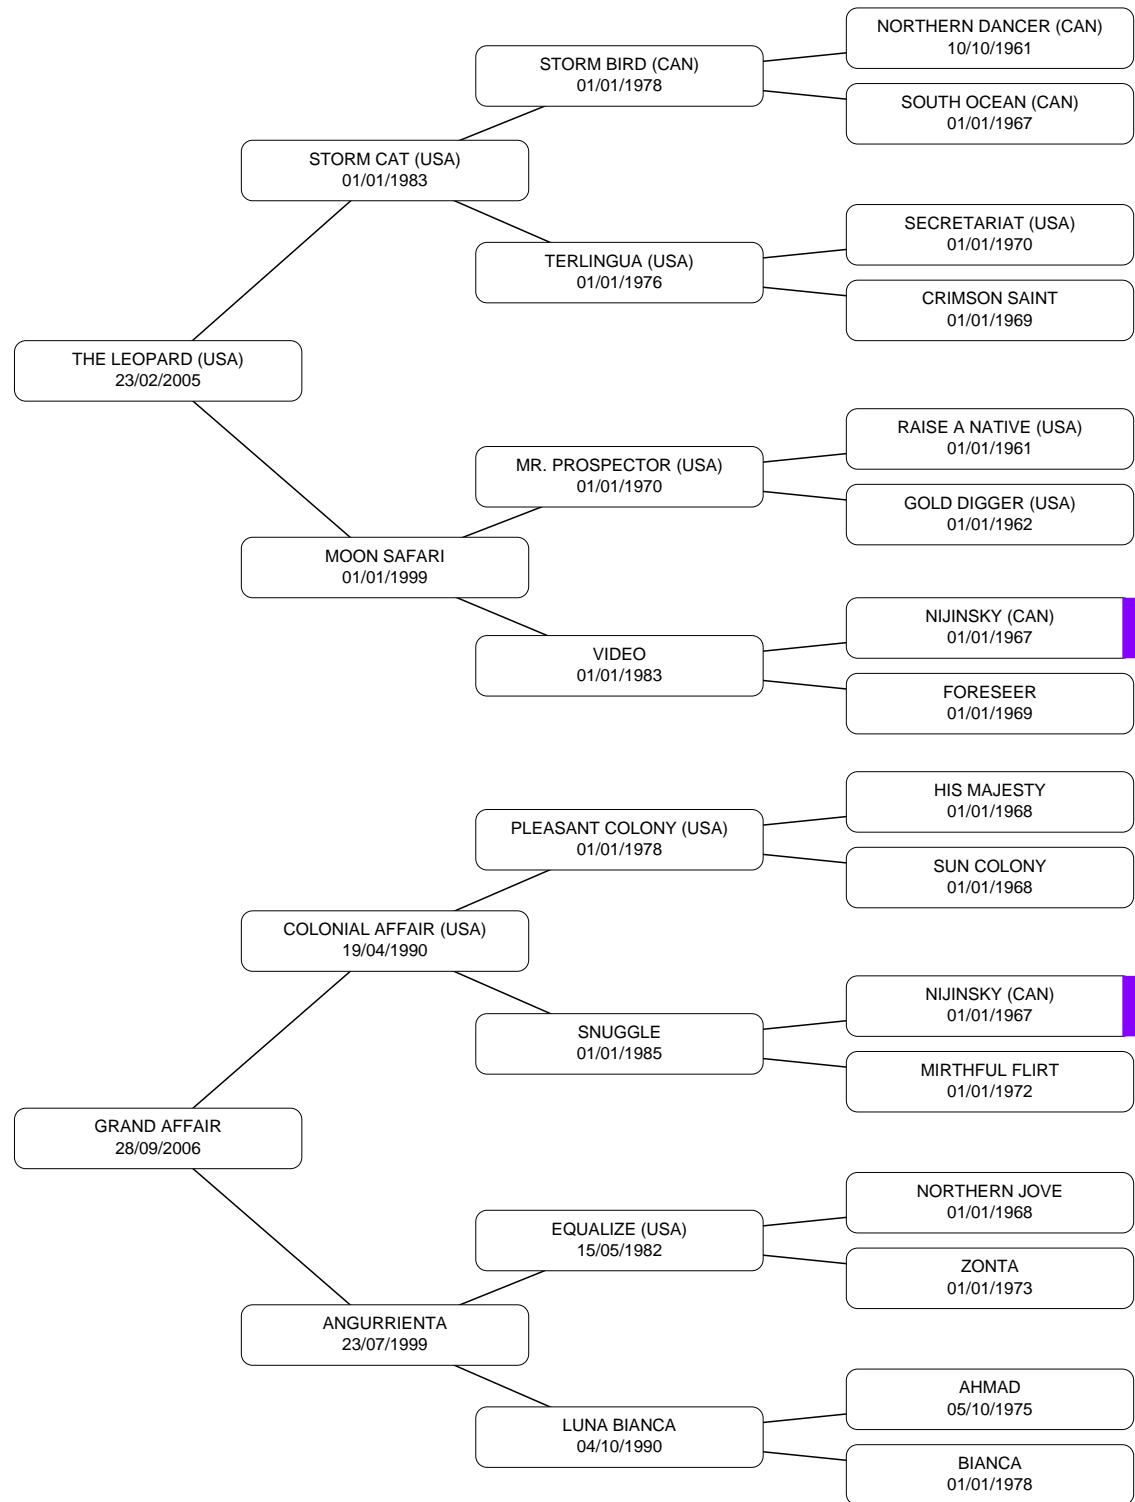 NORTHERN DANCER (CAN)
10/10/1961
STORM BIRD (CAN)
01/01/1978
SOUTH OCEAN (CAN)
01/01/1967
STORM CAT (USA)
01/01/1983
SECRETARIAT (USA)
01/01/1970
TERLINGUA (USA)
01/01/1976
CRIMSON SAINT
01/01/1969
THE LEOPARD (USA)
23/02/2005
RAISE A NATIVE (USA)
01/01/1961
MR. PROSPECTOR (USA)
01/01/1970
GOLD DIGGER (USA)
01/01/1962
MOON SAFARI
01/01/1999
NIJINSKY (CAN)
01/01/1967
VIDEO
01/01/1983
FORESEER
01/01/1969
HIS MAJESTY
01/01/1968
PLEASANT COLONY (USA)
01/01/1978
SUN COLONY
01/01/1968
COLONIAL AFFAIR (USA)
19/04/1990
NIJINSKY (CAN)
01/01/1967
SNUGGLE
01/01/1985
MIRTHFUL FLIRT
01/01/1972
GRAND AFFAIR
28/09/2006
NORTHERN JOVE
01/01/1968
EQUALIZE (USA)
15/05/1982
ZONTA
01/01/1973
ANGURRIENTA
23/07/1999
AHMAD
05/10/1975
LUNA BIANCA
04/10/1990
BIANCA
01/01/1978